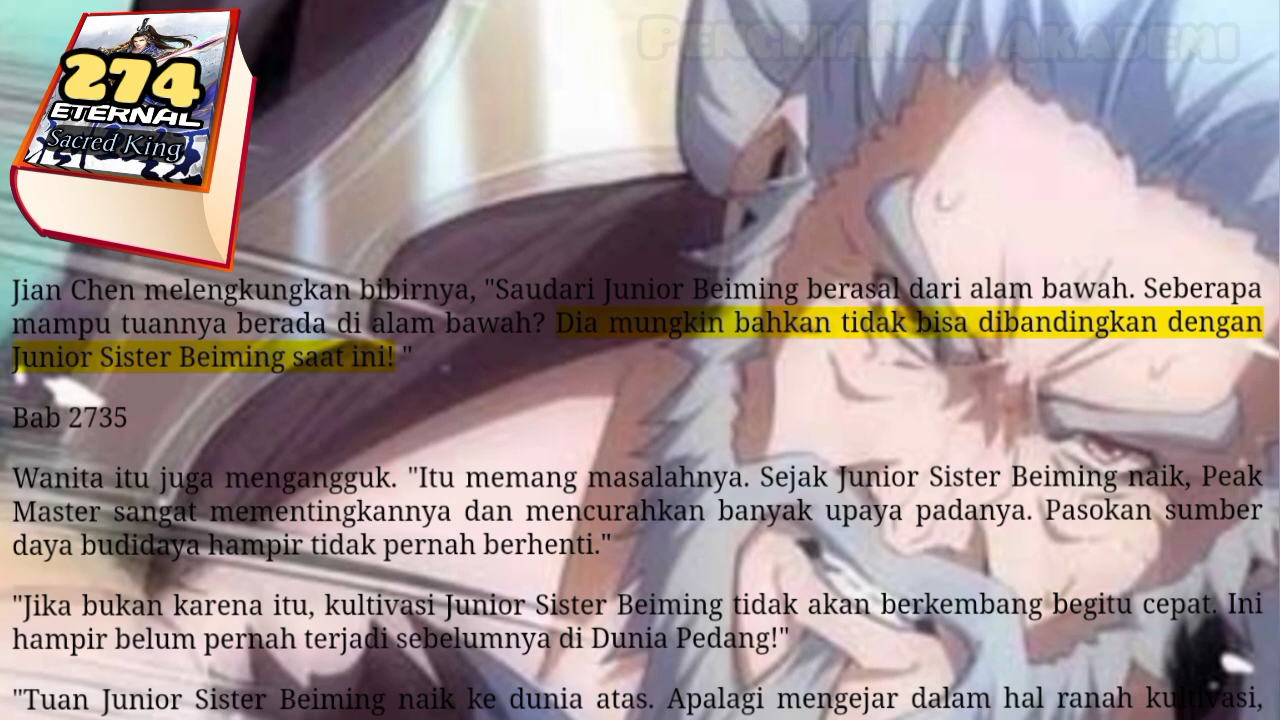 Penghianat Akademi
274
ETERNAL
Sacred King
Jian Chen melengkungkan bibirnya, "Saudari Junior Beiming berasal dari alam bawah. Seberapa
mampu tuannya berada di alam bawah? Dia mungkin bahkan tidak bisa dibandingkan dengan
Junior Sister Beiming saat ini! "
Bab 2735
Wanita itu juga mengangguk. "Itu memang masalahnya. Sejak Junior Sister Beiming naik, Peak
Master sangat mementingkannya dan mencurahkan banyak upaya padanya. Pasokan sumber
daya budidaya hampir tidak pernah berhenti."
"Jika bukan karena itu, kultivasi Junior Sister Beiming tidak akan berkembang begitu cepat. Ini
hampir belum pernah terjadi sebelumnya di Dunia Pedang!"
"Tuan Junior Sister Beiming naik ke dunia atas. Apalagi mengejar dalam hal ranah kultivasi,